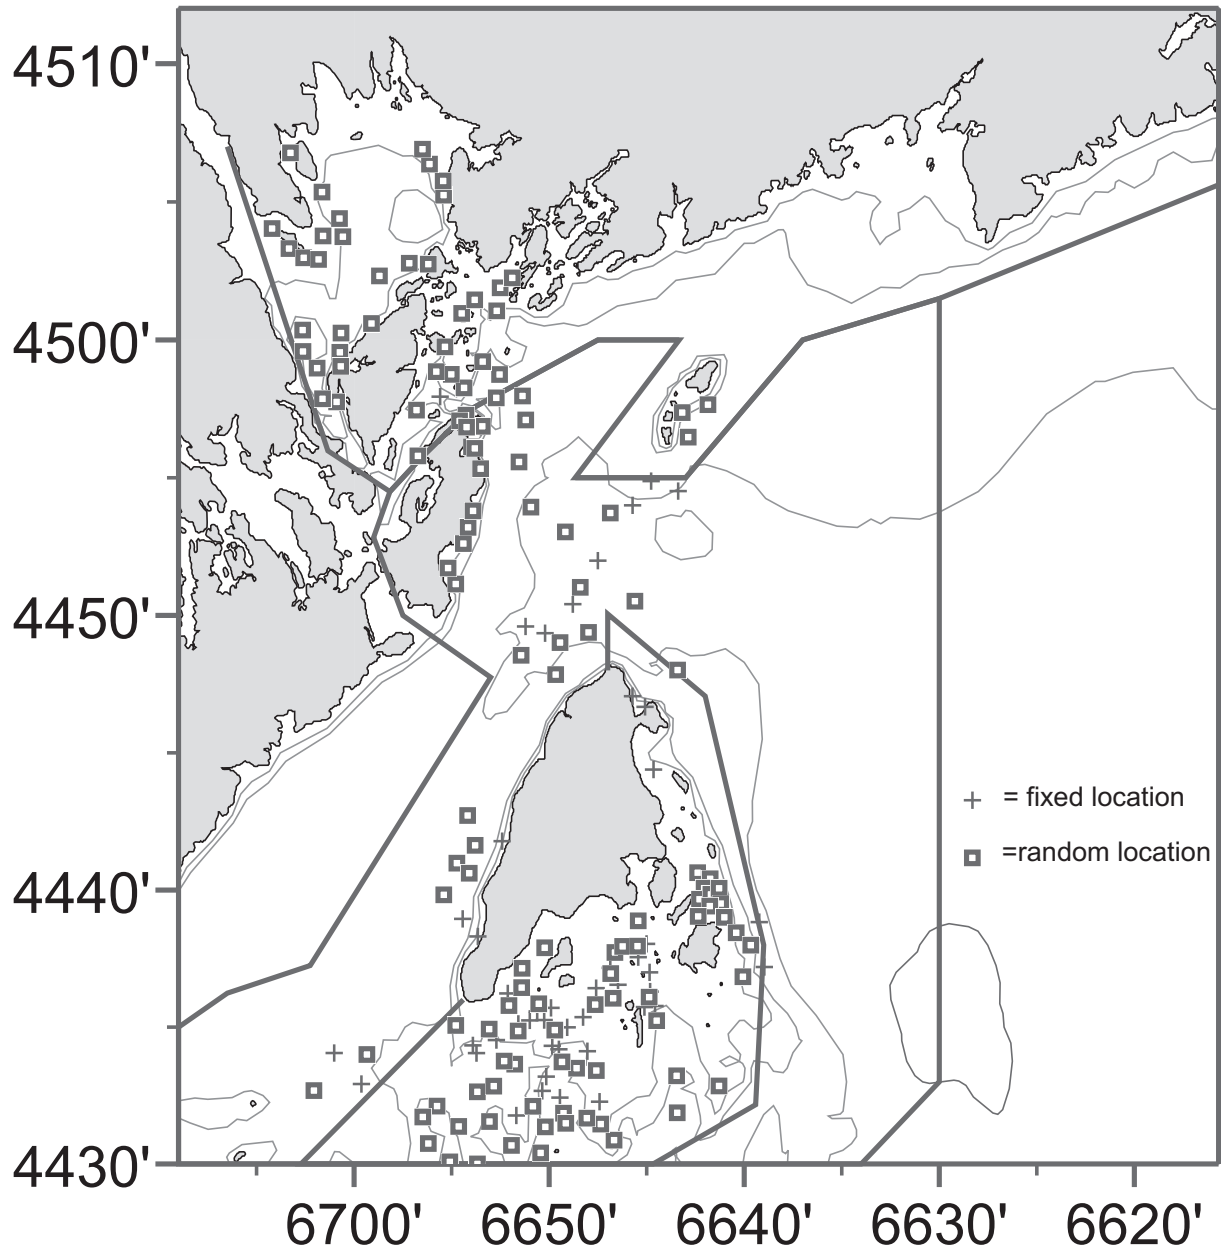 4510'
4500'
4450'
4440'
4430'
+ = fixed location
=random location
6700' 6650' 6640' 6630' 6620'